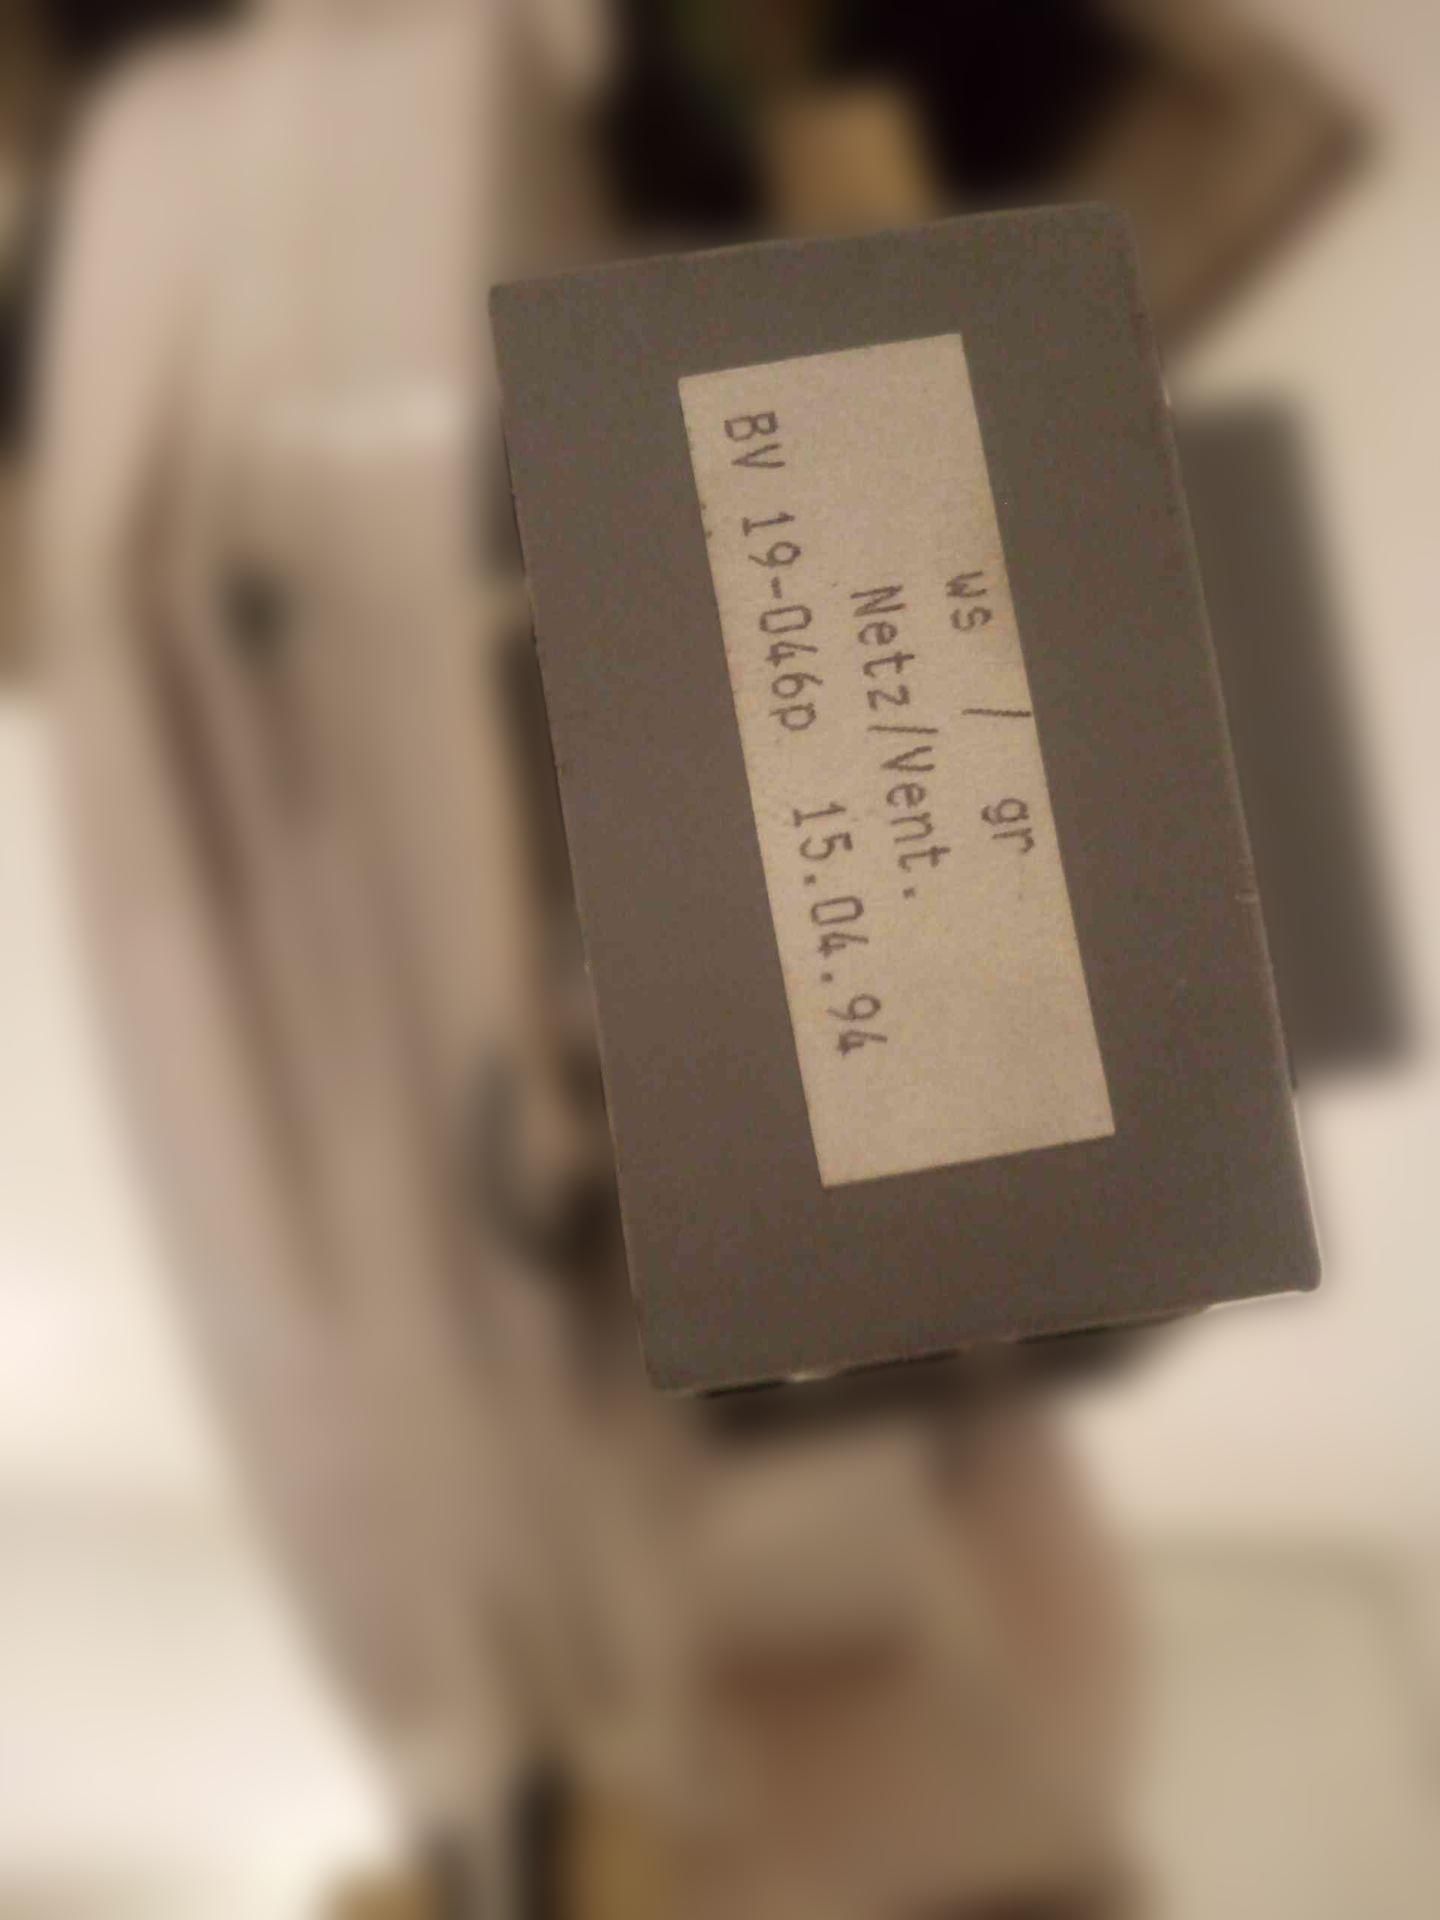 ws / gr
Netz/Vent.
BV 19-046p 15.04.94